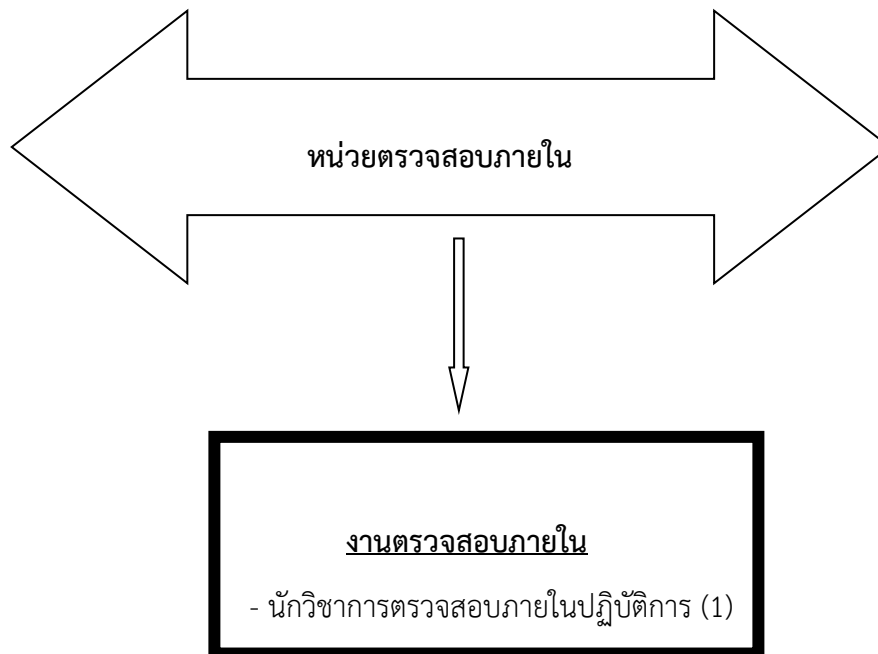 หน่วยตรวจสอบภายใน
งานตรวจสอบภายใน
- นักวิชาการตรวจสอบภายในปฏิบัติการ (1)